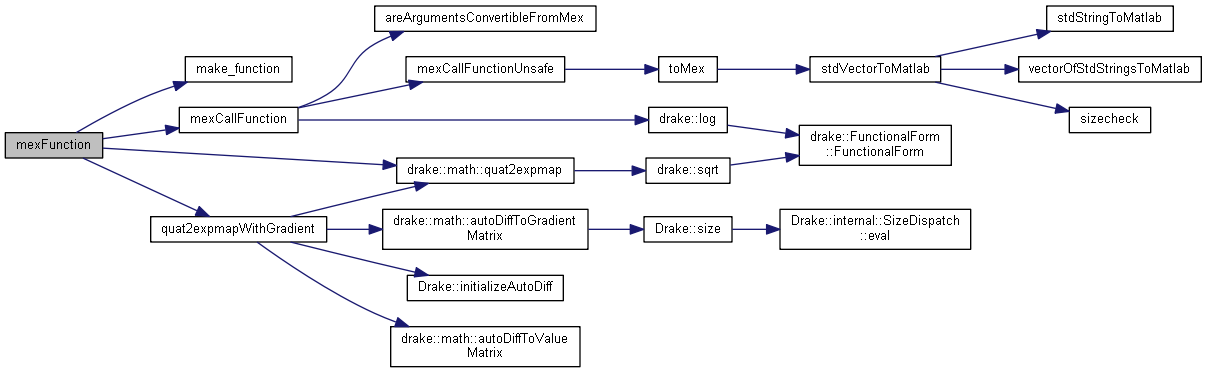 areArgumentsConvertibleFromMex
stdStringToMatlab
make_function
mexCallFunctionUnsafe
toMex
stdVectorToMatlab
vectorOfStdStringsToMatlab
mexCallFunction
drake::log
sizecheck
mexFunction
drake::FunctionalForm
::FunctionalForm
drake::math::quat2expmap
drake::sqrt
quat2expmapWithGradient
drake::math::autoDiffToGradient
Matrix
Drake::size
Drake::internal::SizeDispatch
::eval
Drake::initializeAutoDiff
drake::math::autoDiffToValue
Matrix